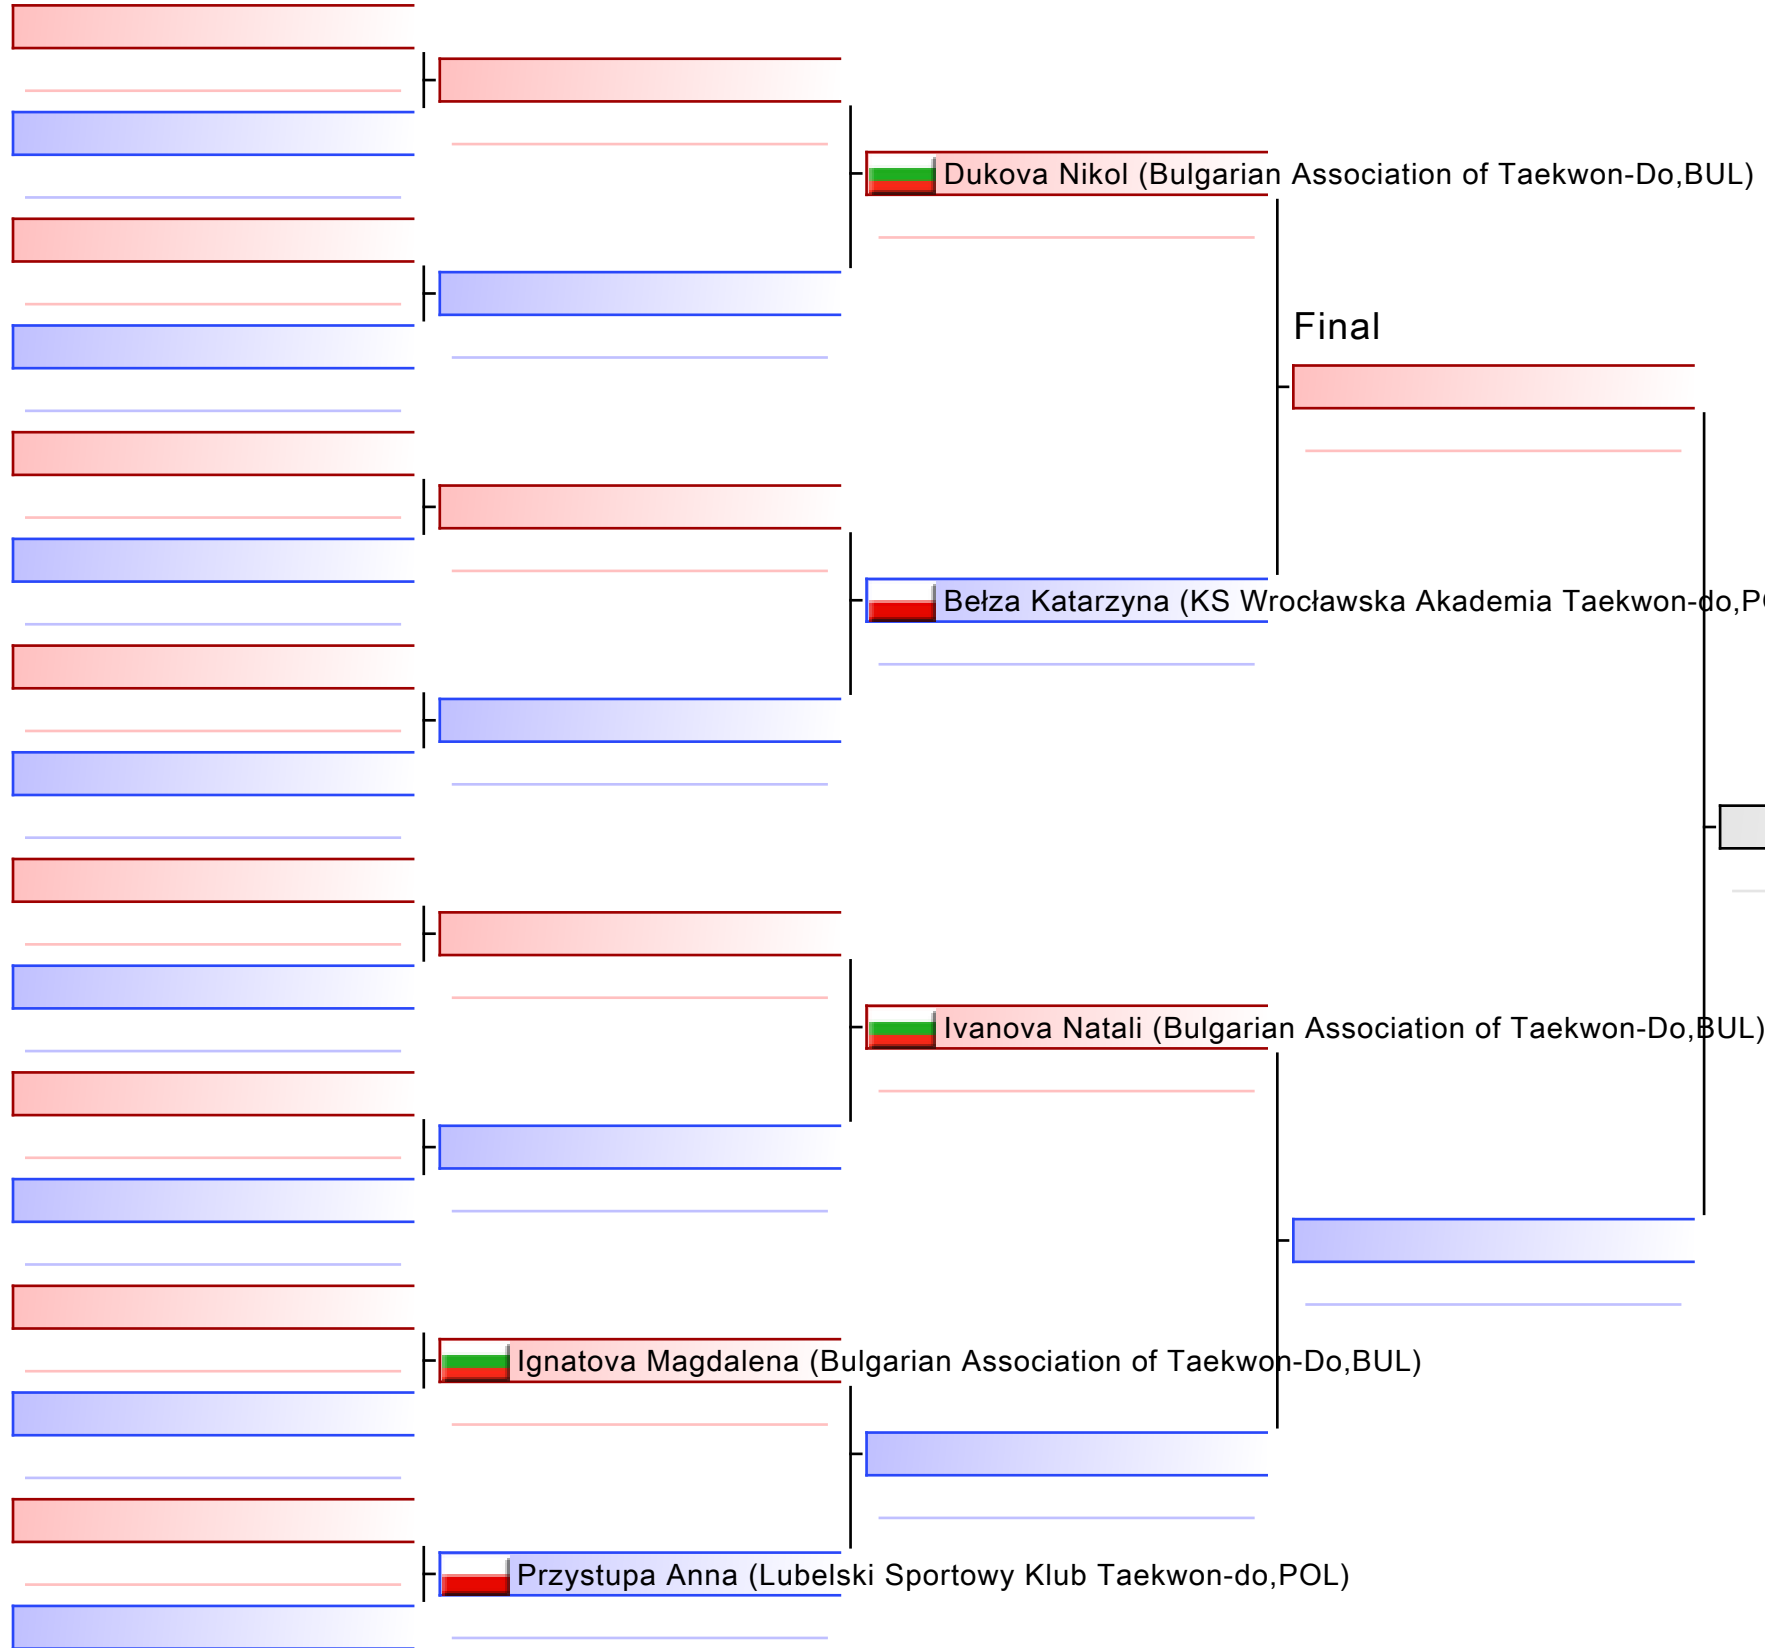 Dukova Nikol (Bulgarian Association of Taekwon-Do,BUL)
Final
Bełza Katarzyna (KS Wrocławska Akademia Taekwon-do,P
Ivanova Natali (Bulgarian Association of Taekwon-Do,BUL)
Ignatova Magdalena (Bulgarian Association of Taekwon-Do,BUL)
Przystupa Anna (Lubelski Sportowy Klub Taekwon-do,POL)